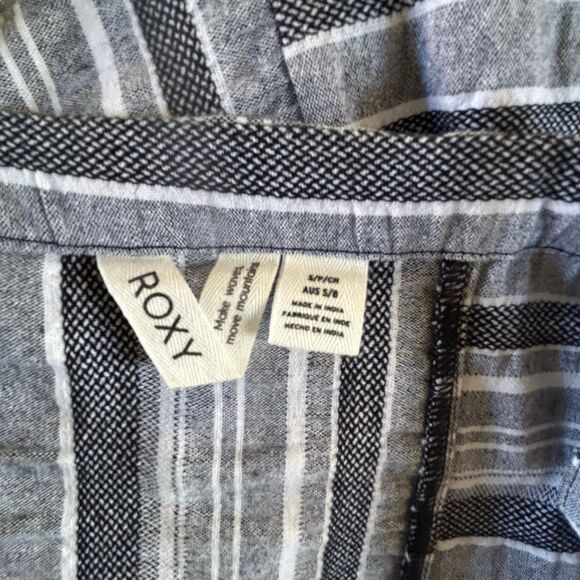 ROXY
Make waves,
move mountains
S/P/CH
AUS S/8
MADE IN INDIA
FABRIQUÉ EN INDE
HECHO EN INDIA